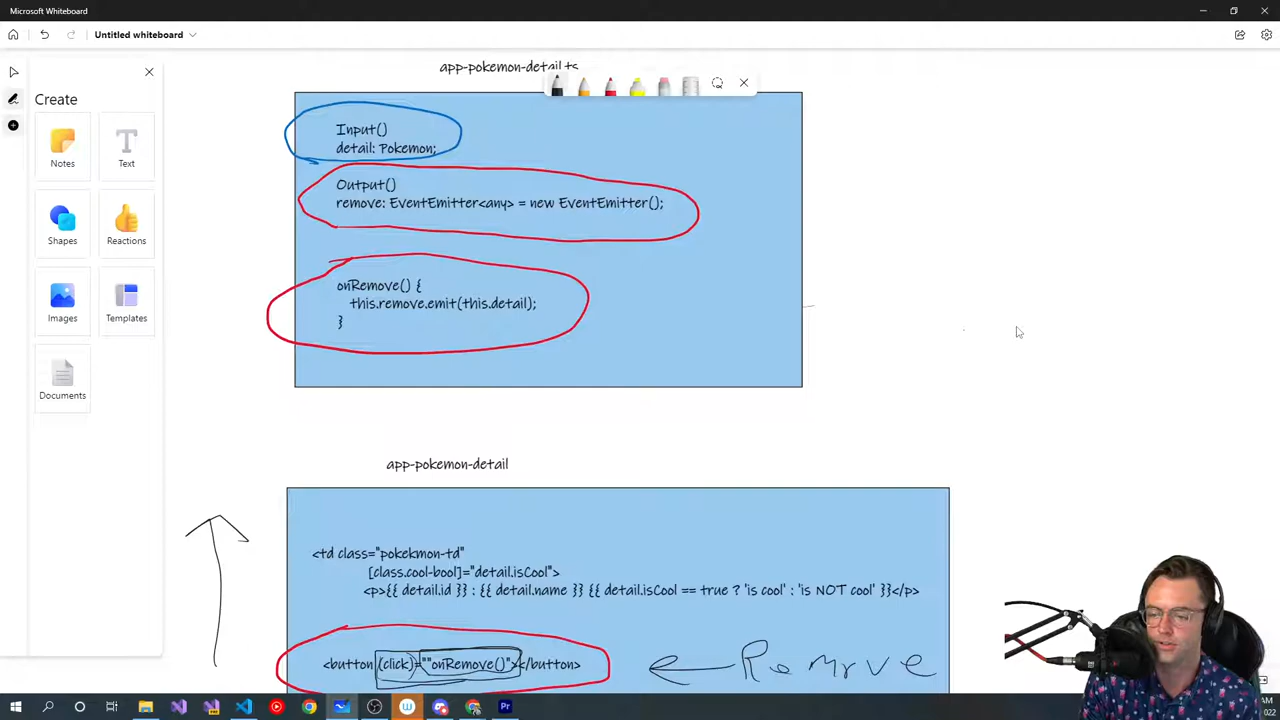 Microsoft Whiteboard
Untitled whiteboard
Create
Notes
Text
Shapes
Reactions
Images
Templates
Documents
app-pokemon-detail.ts
Input()
detail: Pokemon;
Output()
remove: EventEmitter<any> = new EventEmitter();
onRemove() {
this.remove.emit(this.detail);
}
app-pokemon-detail
<td class="pokekmon-td"
[class.cool-bool]="detail.isCool">
<p>{{ detail.id }} : {{ detail.name }} {{ detail.isCool == true ? 'is cool' : 'is NOT cool' }}</p>
<button (click)=""onRemove()"></button>
Remove